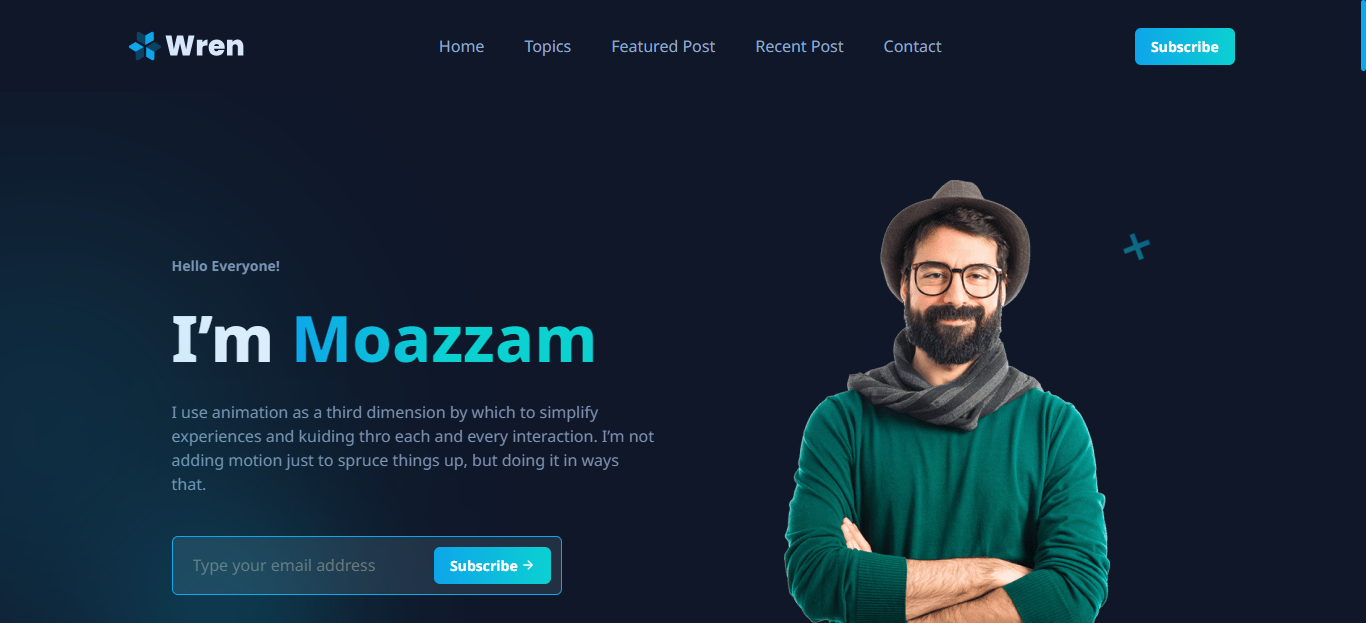 Wren
Home
Topics
Featured Post
Recent Post
Contact
Subscribe
Hello Everyone!
I’m Moazzam
I use animation as a third dimension by which to simplify
experiences and kuiding thro each and every interaction. I’m not
adding motion just to spruce things up, but doing it in ways
that.
Type your email address
Subscribe →